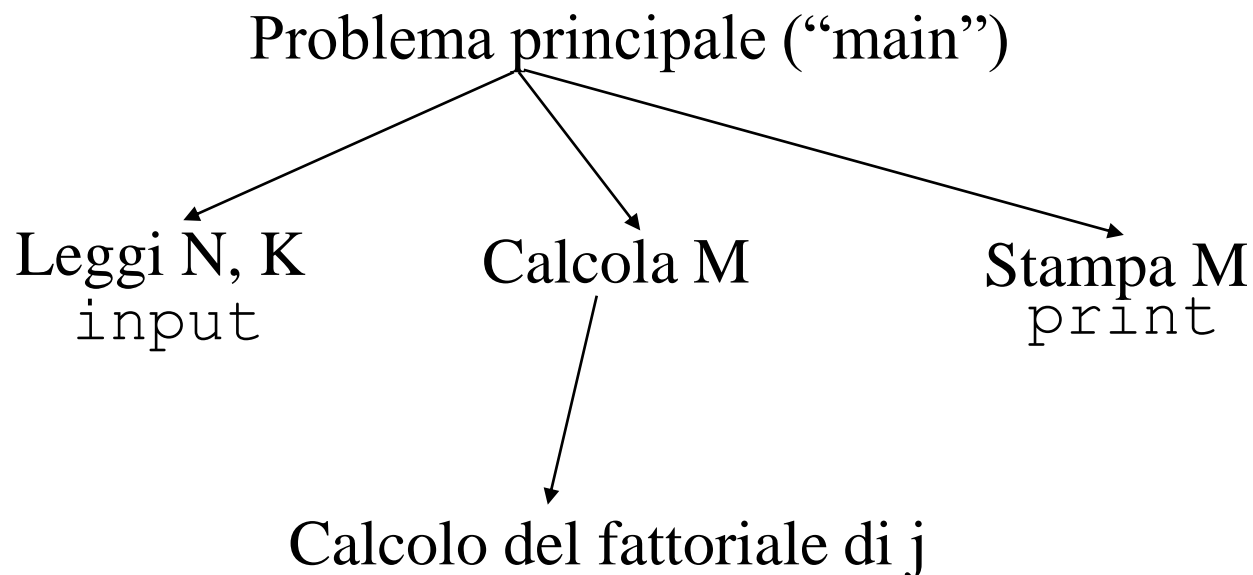 Problema principale (“main”)
Leggi N, K
input
Calcola M
Stampa M
print
Calcolo del fattoriale di j